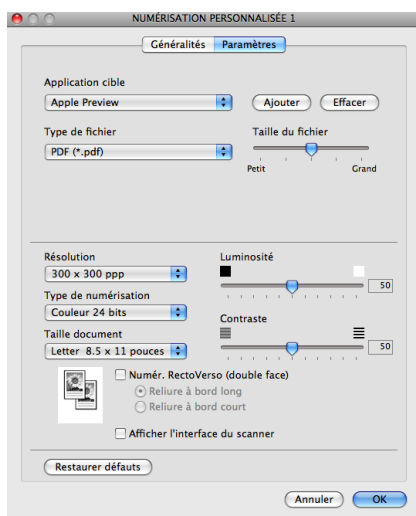 NUMÉRISATION PERSONNALISÉE 1
Généralités Paramètres
Application cible
Apple Preview Ajouter Effacer
Type de fichier Taille du fichier
PDF (*.pdf)
Petit Grand
Résolution Luminosité
300 x 300 ppp
50
Type de numérisation
Couleur 24 bits
Contraste
Taille document
Letter 8.5 x 11 pouces 50
Numér. RectoVerso (double face)
Reliure à bord long
Reliure à bord court
Afficher l'interface du scanner
Restaurer défauts
Annuler OK